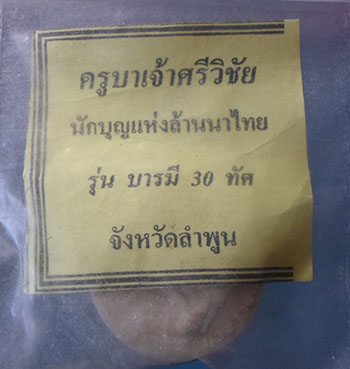 ครูบาเจ้าศรีวิชัย
นักบุญแห่งล้านนาไทย
รุ่น บารมี 30 ทัศ
จังหวัดลำพูน